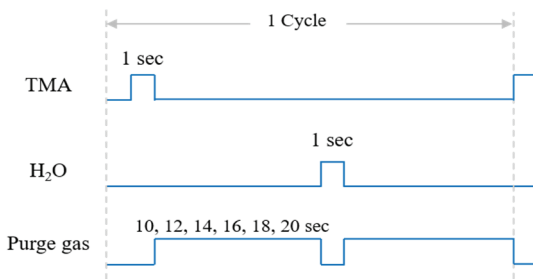 1 Cycle
1 sec
TMA
1 sec
H₂O
10, 12, 14, 16, 18, 20 sec
Purge gas